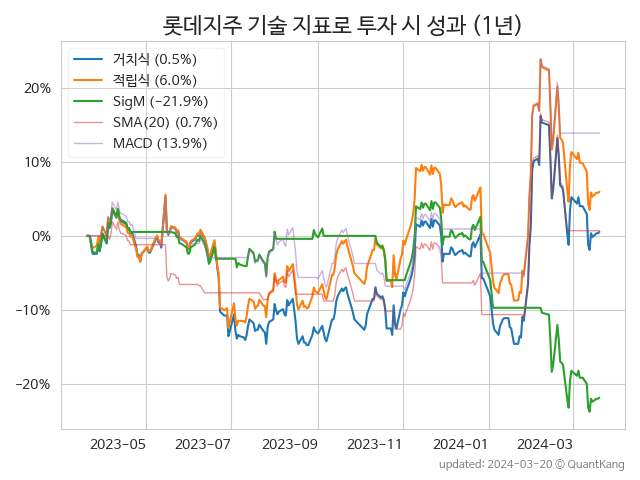 롯데지주 기술 지표로 투자 시 성과 (1년)
거치식 (0.5%)
적립식 (6.0%)
SigM (−21.9%)
SMA(20) (0.7%)
MACD (13.9%)
20%
10%
0%
−10%
−20%
2023−05 2023−07 2023−09 2023−11 2024−01 2024−03
updated: 2024−03−20 © QuantKang